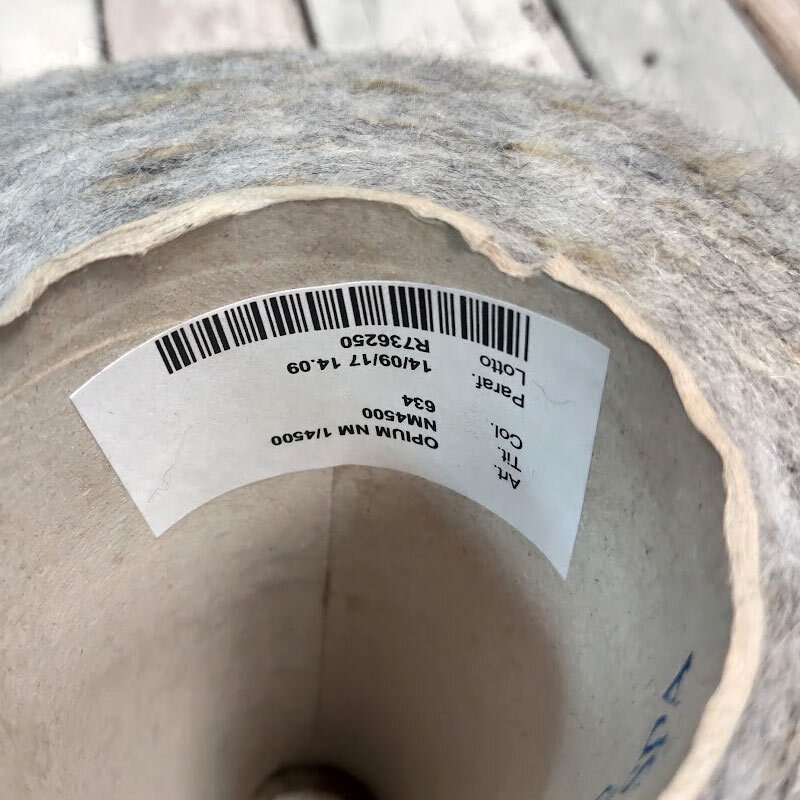 Art. OPIUM NM 1/4500
Tit. NM4500
Col. 634
Paraf. 14/09/17 14.09
Lotto R736250